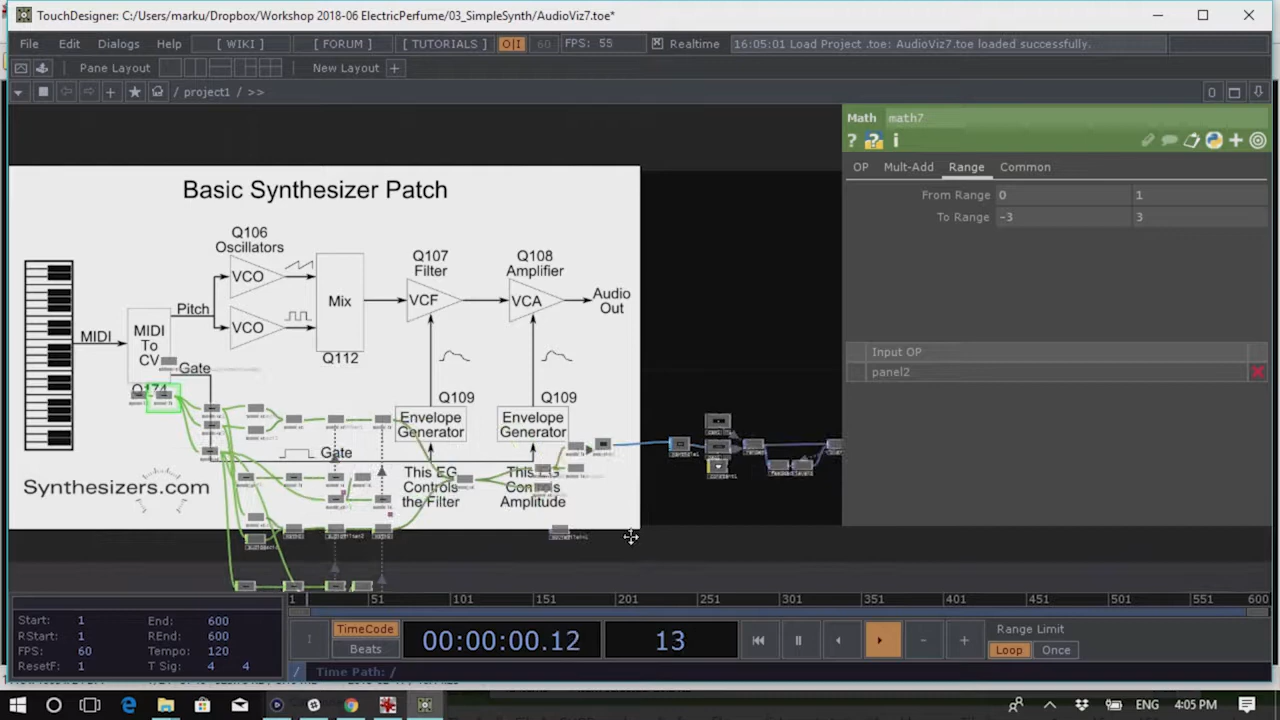 TouchDesigner: C:/Users/marku/Dropbox/Workshop 2018-06 ElectricPerfume/03_SimpleSynth/AudioViz7.toe*
File Edit Dialogs Help [ WIKI ] [ FORUM ] [ TUTORIALS ] O|I 60 FPS: 55 Realtime 16:05:01 Load Project .toe: AudioViz7.toe loaded successfully.
Pane Layout New Layout +
/ project1 / >> 0
Math math7
? ? i
OP Mult-Add Range Common
From Range 0 1
To Range -3 3
Input OP
panel2
Basic Synthesizer Patch
Q106
Oscillators
VCO
VCO
Mix
Q112
Q107
Filter
VCF
Q108
Amplifier
VCA
Audio
Out
Pitch
MIDI
MIDI
To
CV
Q174
Gate
Q109
Envelope
Generator
Q109
Envelope
Generator
Gate
This EG
Controls
the Filter
This EG
Controls
Amplitude
Synthesizers.com
1 51 101 151 201 251 301 351 401 451 501 551 600
Start: 1 End: 600
RStart: 1 REnd: 600
FPS: 60 Tempo: 120
ResetF: 1 T Sig: 4 4
TimeCode
Beats
00:00:00.12
13
Range Limit
Loop Once
/ Time Path: /
ENG 4:05 PM